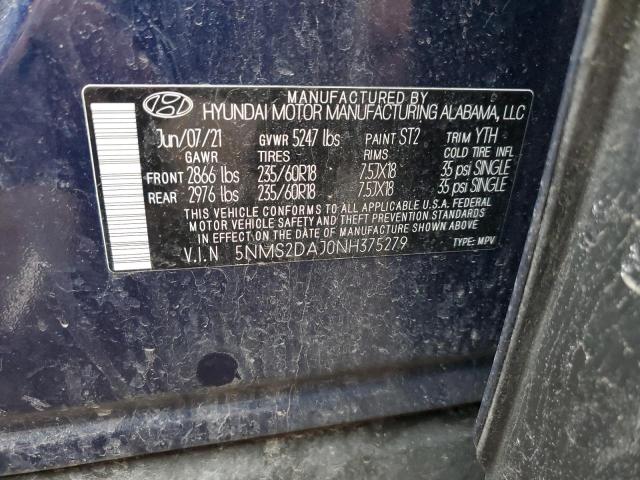 MANUFACTURED BY
HYUNDAI MOTOR MANUFACTURING ALABAMA, LLC
Jun/07/21 GVWR 5247 lbs PAINT ST2 TRIM YTH
GAWR TIRES RIMS COLD TIRE INFL
FRONT 2866 lbs 235/60R18 7.5JX18 35 psi SINGLE
REAR 2976 lbs 235/60R18 7.5JX18 35 psi SINGLE
THIS VEHICLE CONFORMS TO ALL APPLICABLE U.S.A. FEDERAL
MOTOR VEHICLE SAFETY AND THEFT PREVENTION STANDARDS
IN EFFECT ON THE DATE OF MANUFACTURE SHOWN ABOVE.
V.I.N 5NMS2DAJ0NH375279 TYPE: MPV